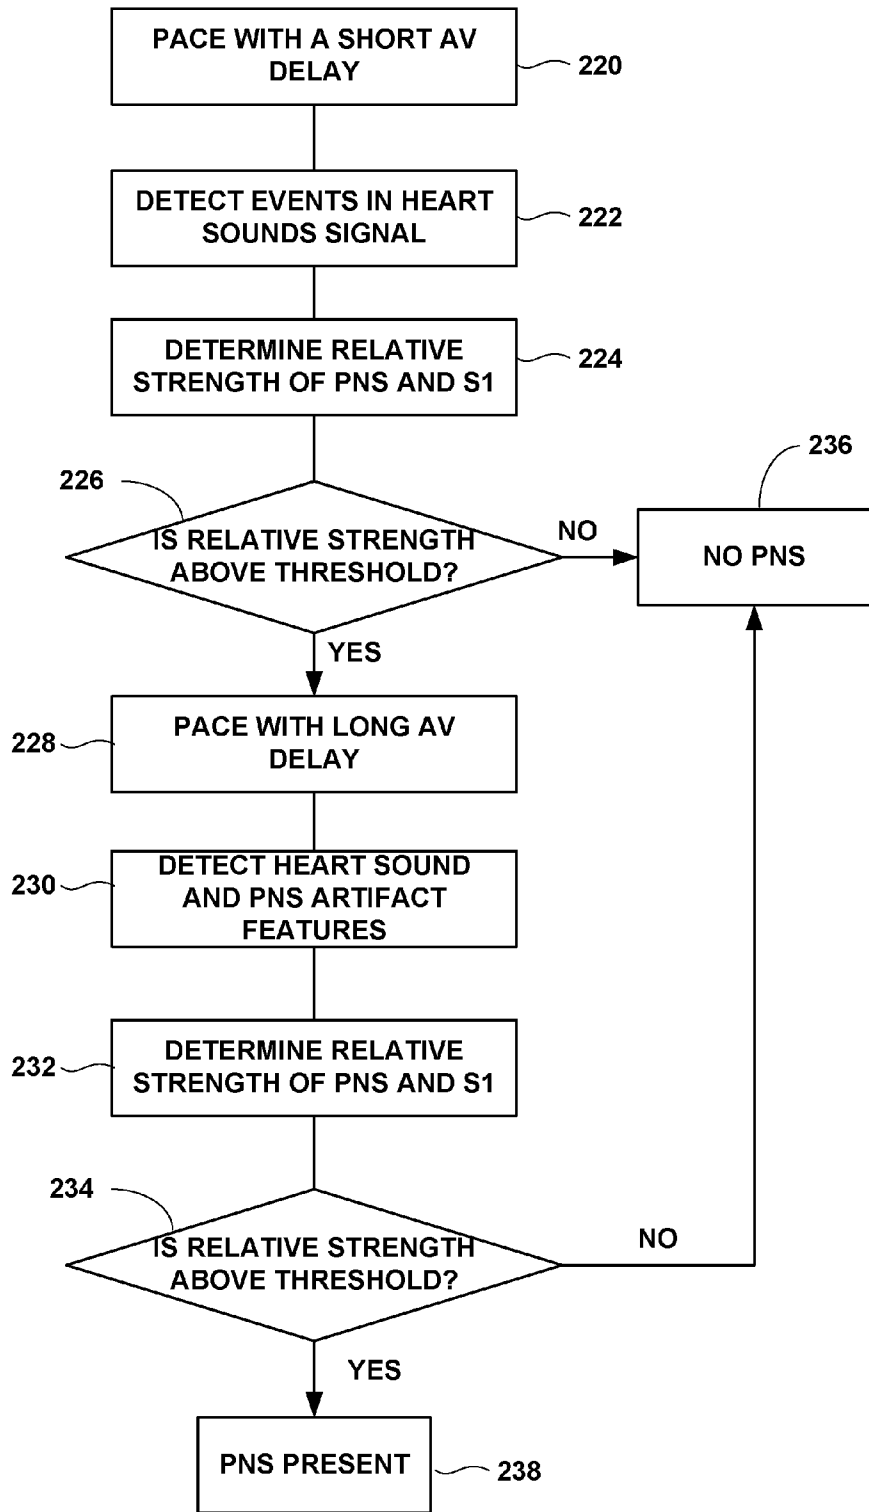 PACE WITH A SHORT AV
DELAY
220
DETECT EVENTS IN HEART
SOUNDS SIGNAL
222
DETERMINE RELATIVE
STRENGTH OF PNS AND S1
224
226
IS RELATIVE STRENGTH
ABOVE THRESHOLD?
NO
236
NO PNS
YES
228
PACE WITH LONG AV
DELAY
230
DETECT HEART SOUND
AND PNS ARTIFACT
FEATURES
232
DETERMINE RELATIVE
STRENGTH OF PNS AND S1
234
IS RELATIVE STRENGTH
ABOVE THRESHOLD?
NO
YES
PNS PRESENT
238